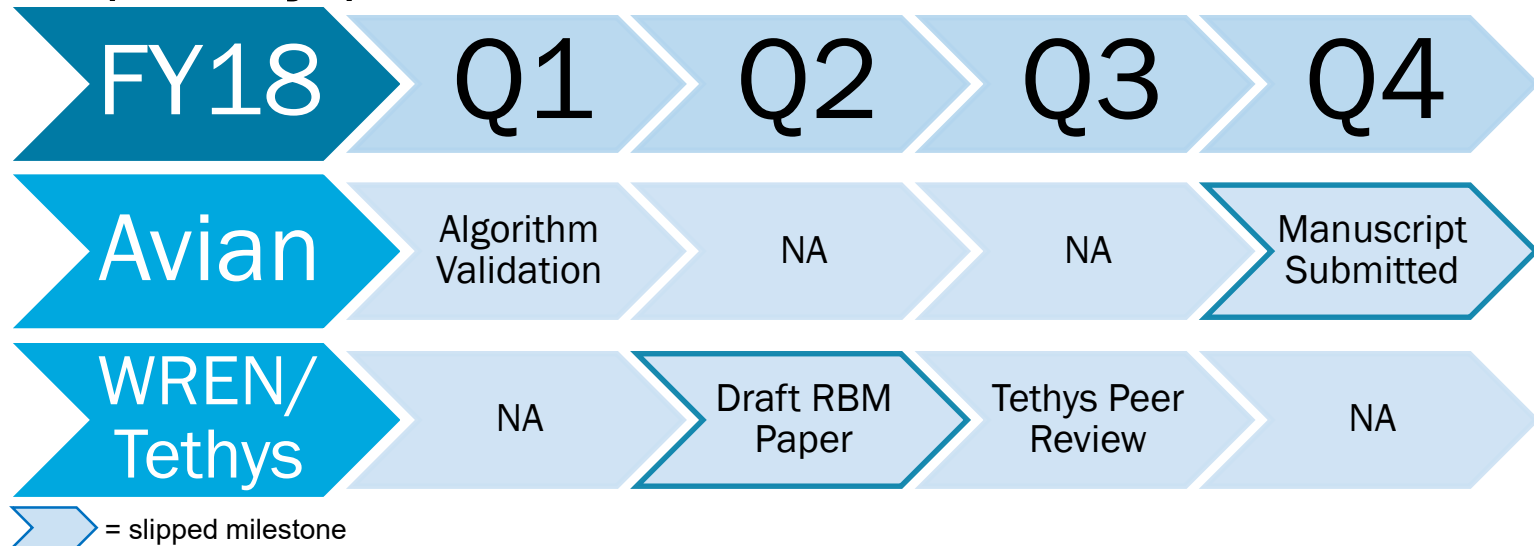 FY18
Q1
Q2
Q3
Q4
Avian
Algorithm
Validation
NA
NA
Manuscript
Submitted
WREN/
Tethys
NA
Draft RBM
Paper
Tethys Peer
Review
NA
= slipped milestone